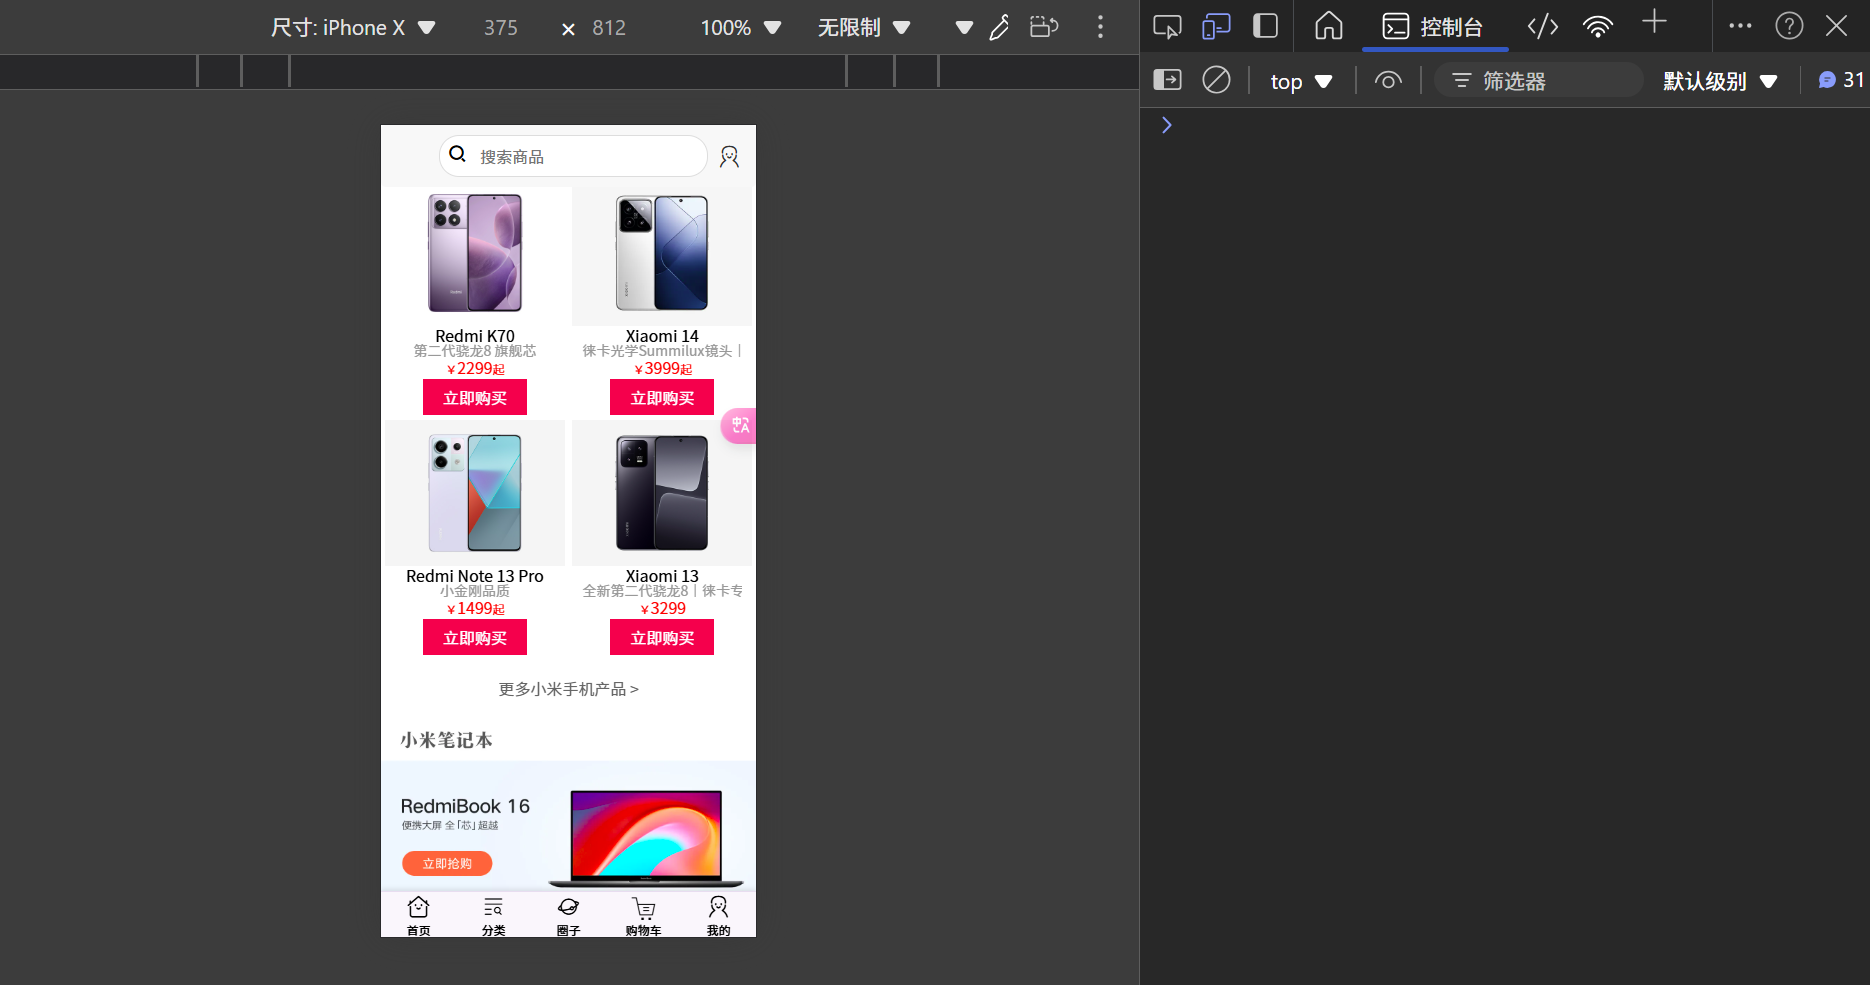 尺寸: iPhone X 375 × 812 100% 无限制
控制台
top 筛选器 默认级别 31
搜索商品
Redmi K70
第二代骁龙8 旗舰芯
¥2299起
立即购买
Xiaomi 14
徕卡光学Summilux镜头|
¥3999起
立即购买
Redmi Note 13 Pro
小金刚品质
¥1499起
立即购买
Xiaomi 13
全新第二代骁龙8|徕卡专
¥3299
立即购买
更多小米手机产品 >
小米笔记本
RedmiBook 16
便携大屏 全「芯」超越
立即抢购
首页 分类 圈子 购物车 我的